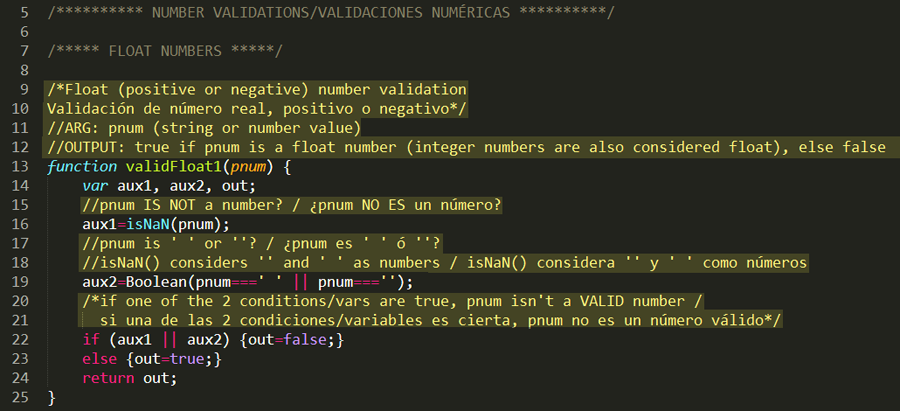 5 /********** NUMBER VALIDATIONS/VALIDACIONES NUMÉRICAS **********/
6
7 /***** FLOAT NUMBERS *****/
8
9 /*Float (positive or negative) number validation
10 Validación de número real, positivo o negativo*/
11 //ARG: pnum (string or number value)
12 //OUTPUT: true if pnum is a float number (integer numbers are also considered float), else false
13 function validFloat1(pnum) {
14     var aux1, aux2, out;
15     //pnum IS NOT a number? / ¿pnum NO ES un número?
16     aux1=isNaN(pnum);
17     //pnum is ' ' or ''? / ¿pnum es ' ' ó ''?
18     //isNaN() considers '' and ' ' as numbers / isNaN() considera '' y ' ' como números
19     aux2=Boolean(pnum===' ' || pnum==='');
20     /*if one of the 2 conditions/vars are true, pnum isn't a VALID number /
21       si una de las 2 condiciones/variables es cierta, pnum no es un número válido*/
22     if (aux1 || aux2) {out=false;}
23     else {out=true;}
24     return out;
25 }